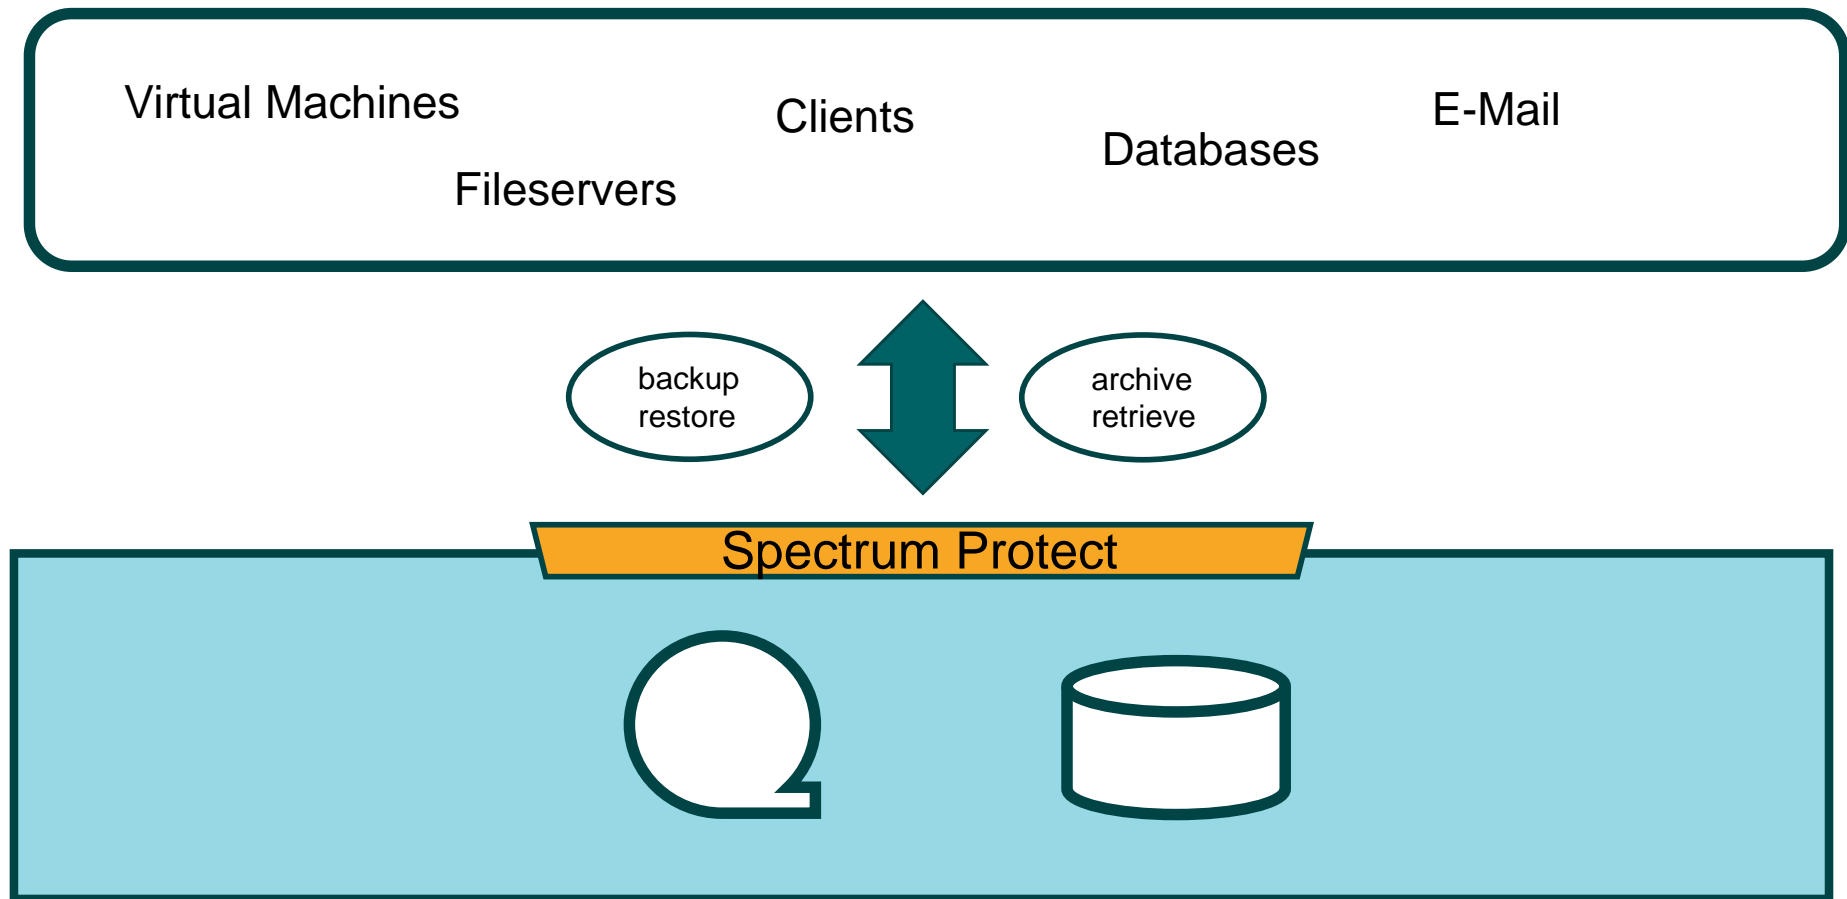 Virtual Machines
Fileservers
Clients
Databases
E-Mail
backup
restore
archive
retrieve
Spectrum Protect